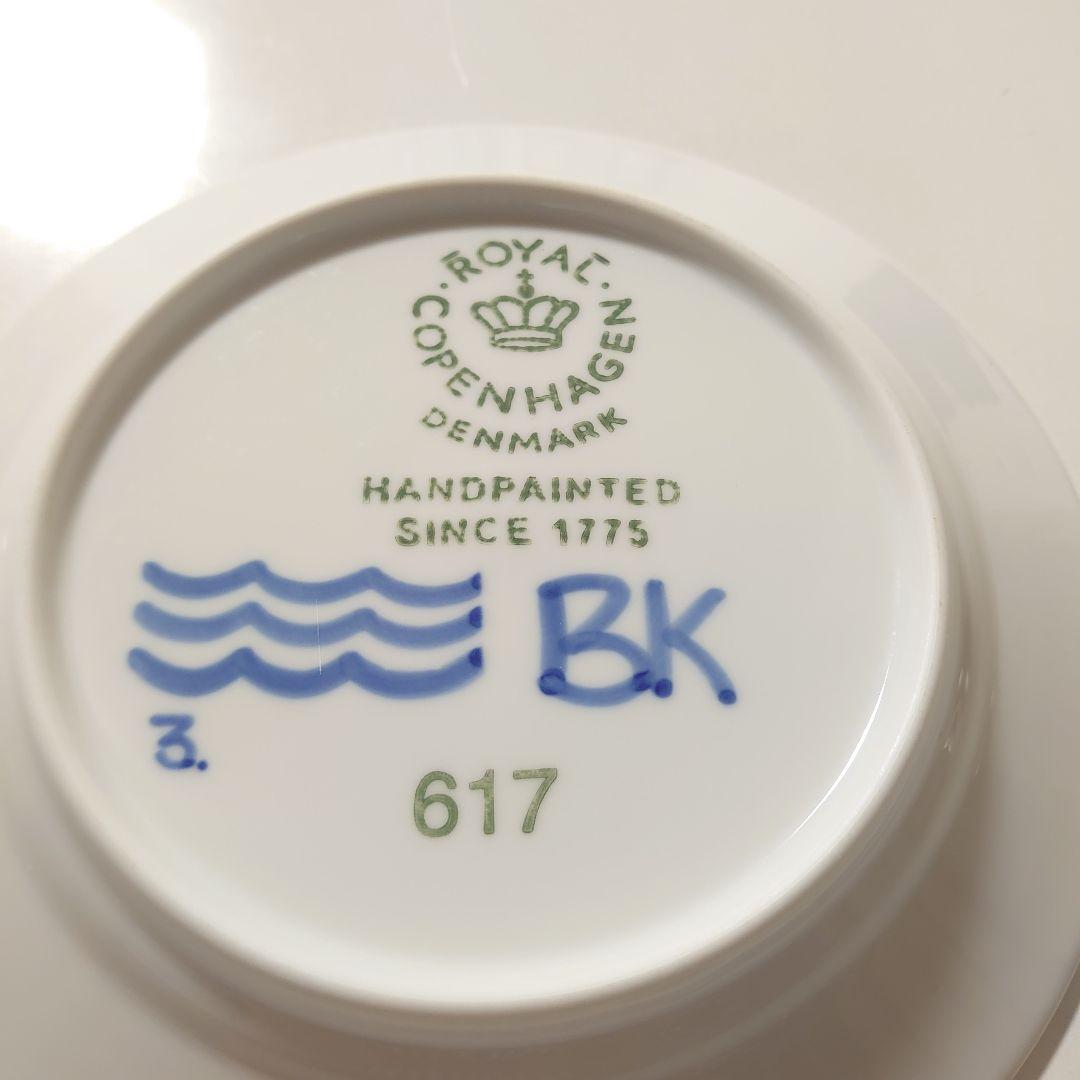 ROYAL
COPENHAGEN
DENMARK
HANDPAINTED
SINCE 1775
BK
3.
617